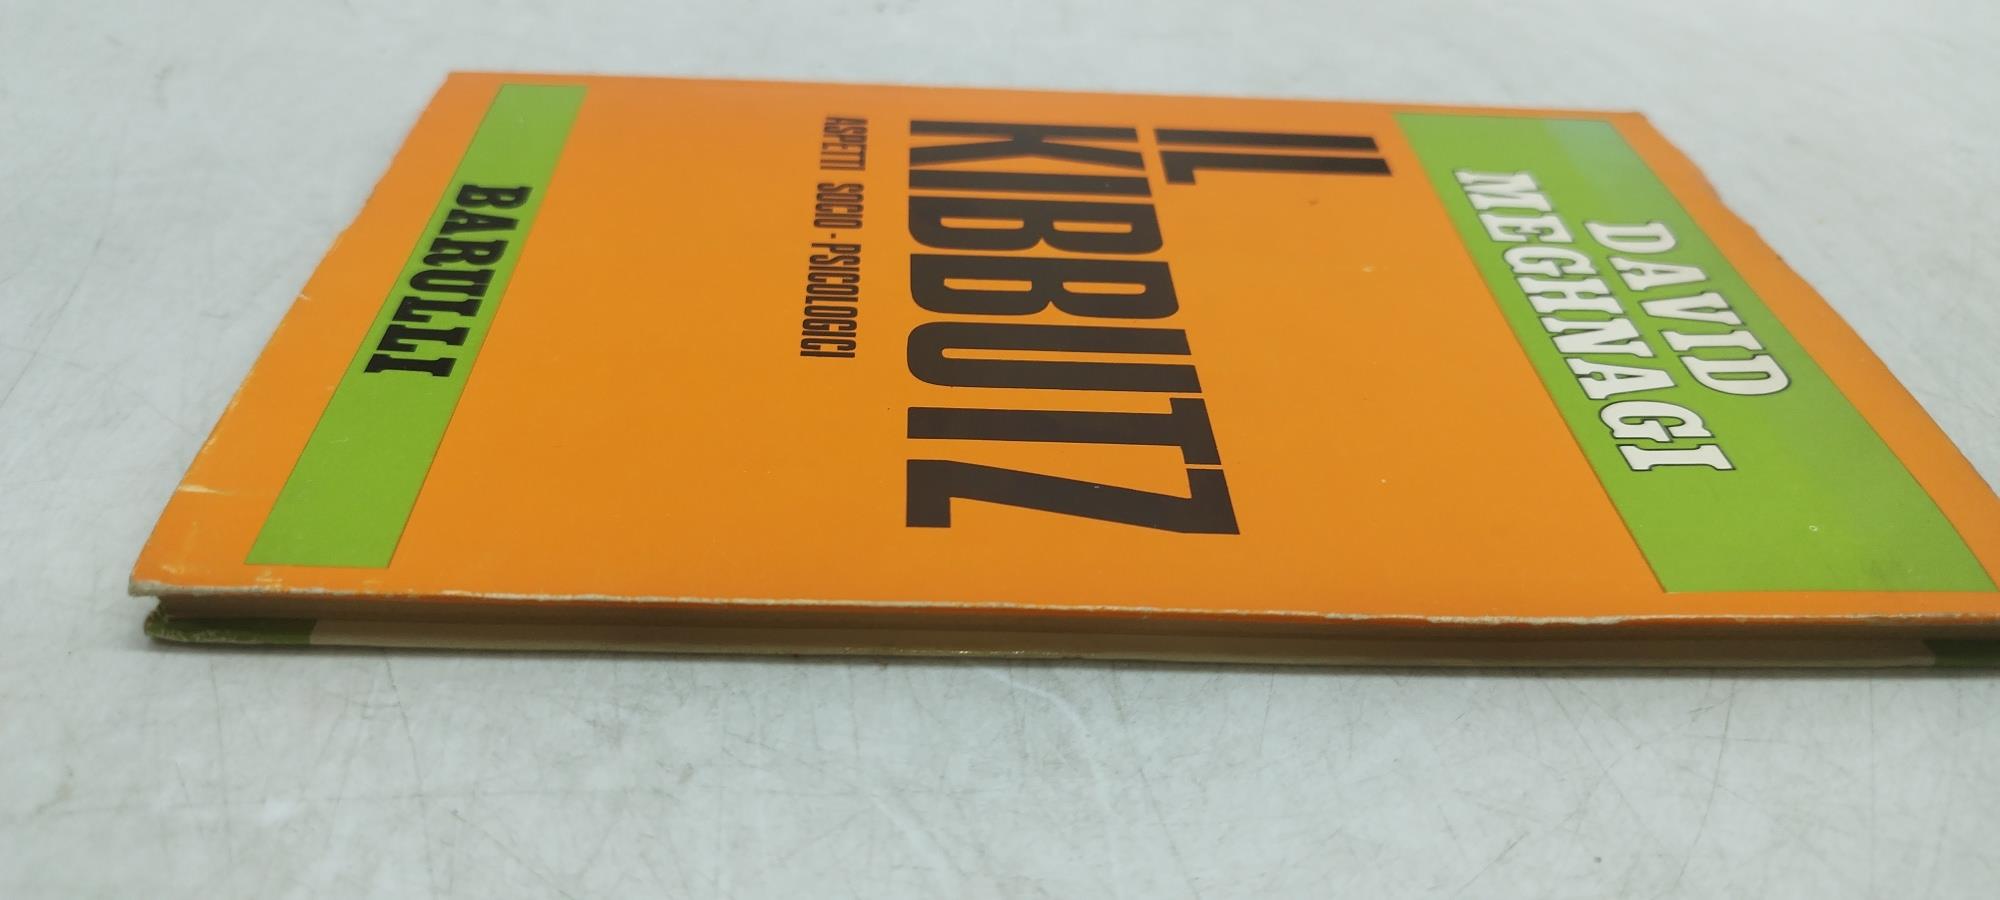 DAVID
MEGHNAGI
IL
KIBBUTZ
ASPETTI SOCIO-PSICOLOGICI
BARULLI